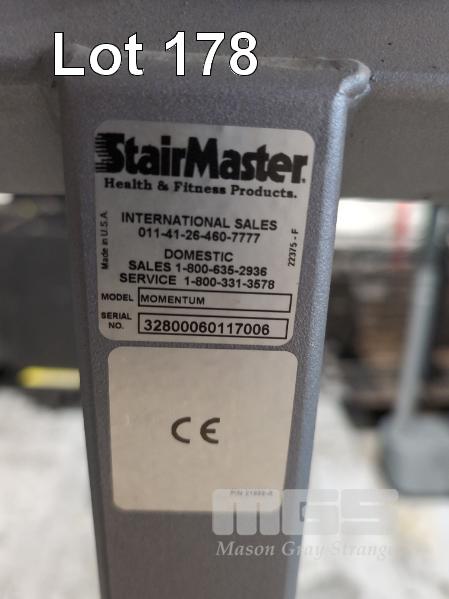 Lot 178
StairMaster
Health & Fitness Products.
INTERNATIONAL SALES
011-41-26-460-7777
DOMESTIC
SALES 1-800-635-2936
SERVICE 1-800-331-3578
Made in U.S.A.
22375 - F
MODEL MOMENTUM
SERIAL NO. 32800060117006
CE
MGS
Mason Gray Strange